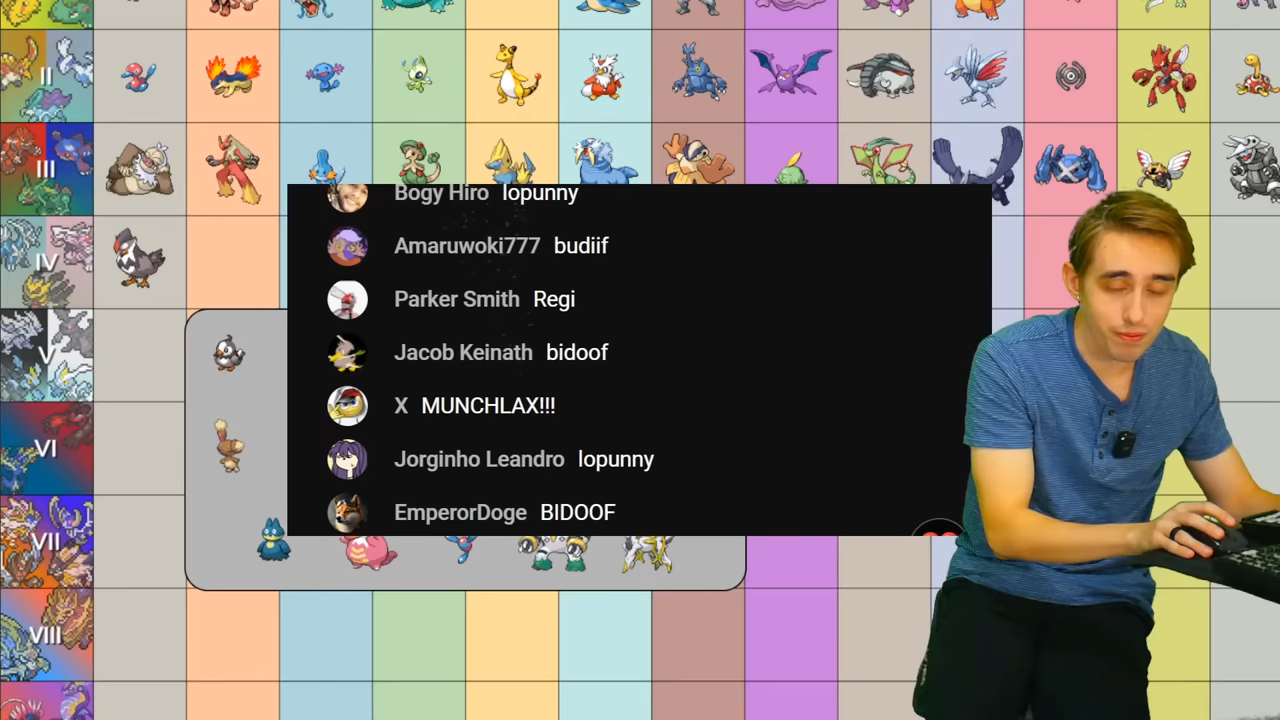 II
III
Bogy Hiro lopunny
Amaruwoki777 budiif
IV
Parker Smith Regi
Jacob Keinath bidoof
V
X MUNCHLAX!!!
VI
Jorginho Leandro lopunny
EmperorDoge BIDOOF
VII
VIII